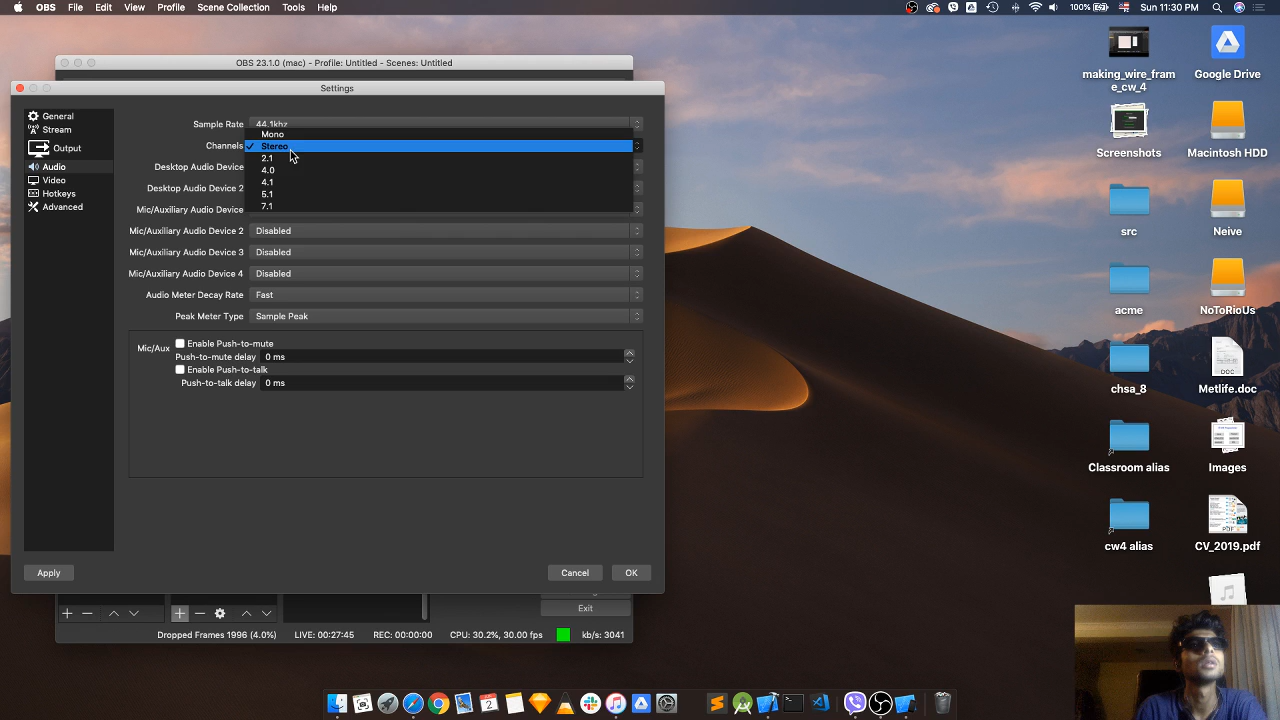 OBS File Edit View Profile Scene Collection Tools Help
100% Sun 11:30 PM
OBS 23.1.0 (mac) - Profile: Untitled - Scenes: Untitled
Settings
General
Stream
Output
Audio
Video
Hotkeys
Advanced
Sample Rate 44.1khz
Channels
Mono
✓ Stereo
2.1
4.0
4.1
5.1
7.1
Desktop Audio Device
Desktop Audio Device 2
Mic/Auxiliary Audio Device
Mic/Auxiliary Audio Device 2 Disabled
Mic/Auxiliary Audio Device 3 Disabled
Mic/Auxiliary Audio Device 4 Disabled
Audio Meter Decay Rate Fast
Peak Meter Type Sample Peak
Mic/Aux
Enable Push-to-mute
Push-to-mute delay 0 ms
Enable Push-to-talk
Push-to-talk delay 0 ms
Apply Cancel OK
Exit
Dropped Frames 1996 (4.0%) LIVE: 00:27:45 REC: 00:00:00 CPU: 30.2%, 30.00 fps kb/s: 3041
making_wire_fram
e_cw_4
Google Drive
Screenshots
Macintosh HDD
src
Neive
acme
NoToRioUs
chsa_8
DOC
Metlife.doc
Classroom alias
Images
cw4 alias
PDF
CV_2019.pdf